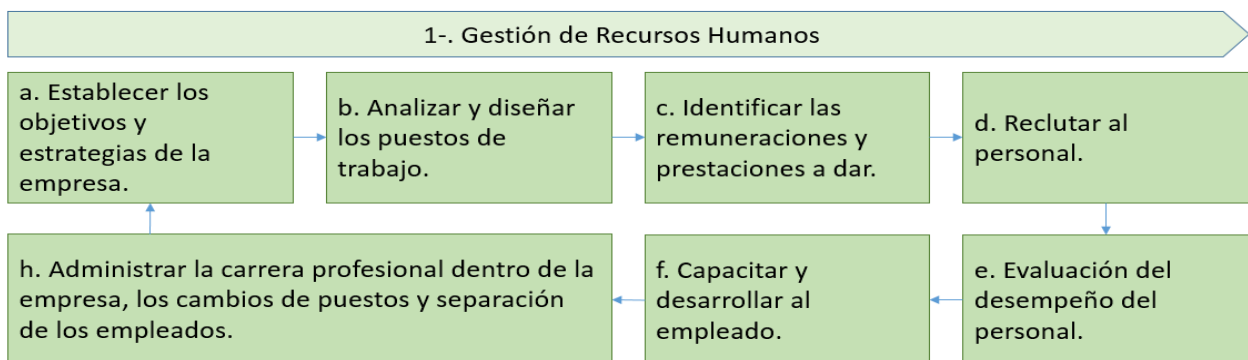 1-. Gestión de Recursos Humanos
a. Establecer los
objetivos y
estrategias de la
empresa.
b. Analizar y diseñar
los puestos de
trabajo.
c. Identificar las
remuneraciones y
prestaciones a dar.
d. Reclutar al
personal.
e. Evaluación del
desempeño del
personal.
f. Capacitar y
desarrollar al
empleado.
h. Administrar la carrera profesional dentro de la
empresa, los cambios de puestos y separación
de los empleados.